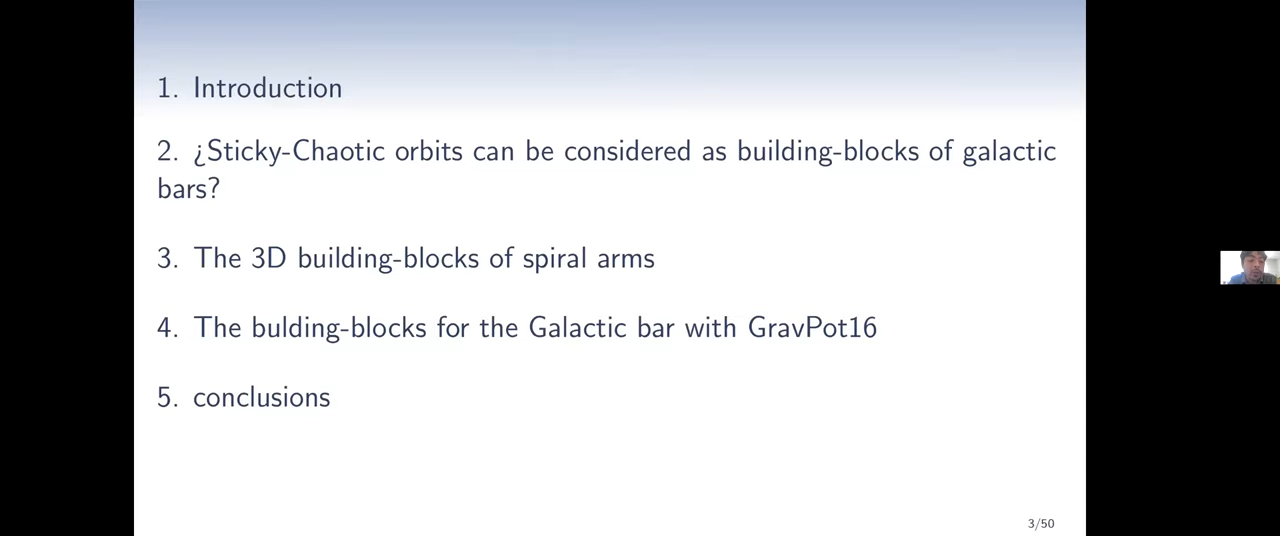 1. Introduction
2. ¿Sticky-Chaotic orbits can be considered as building-blocks of galactic
bars?
3. The 3D building-blocks of spiral arms
4. The bulding-blocks for the Galactic bar with GravPot16
5. conclusions
3/50